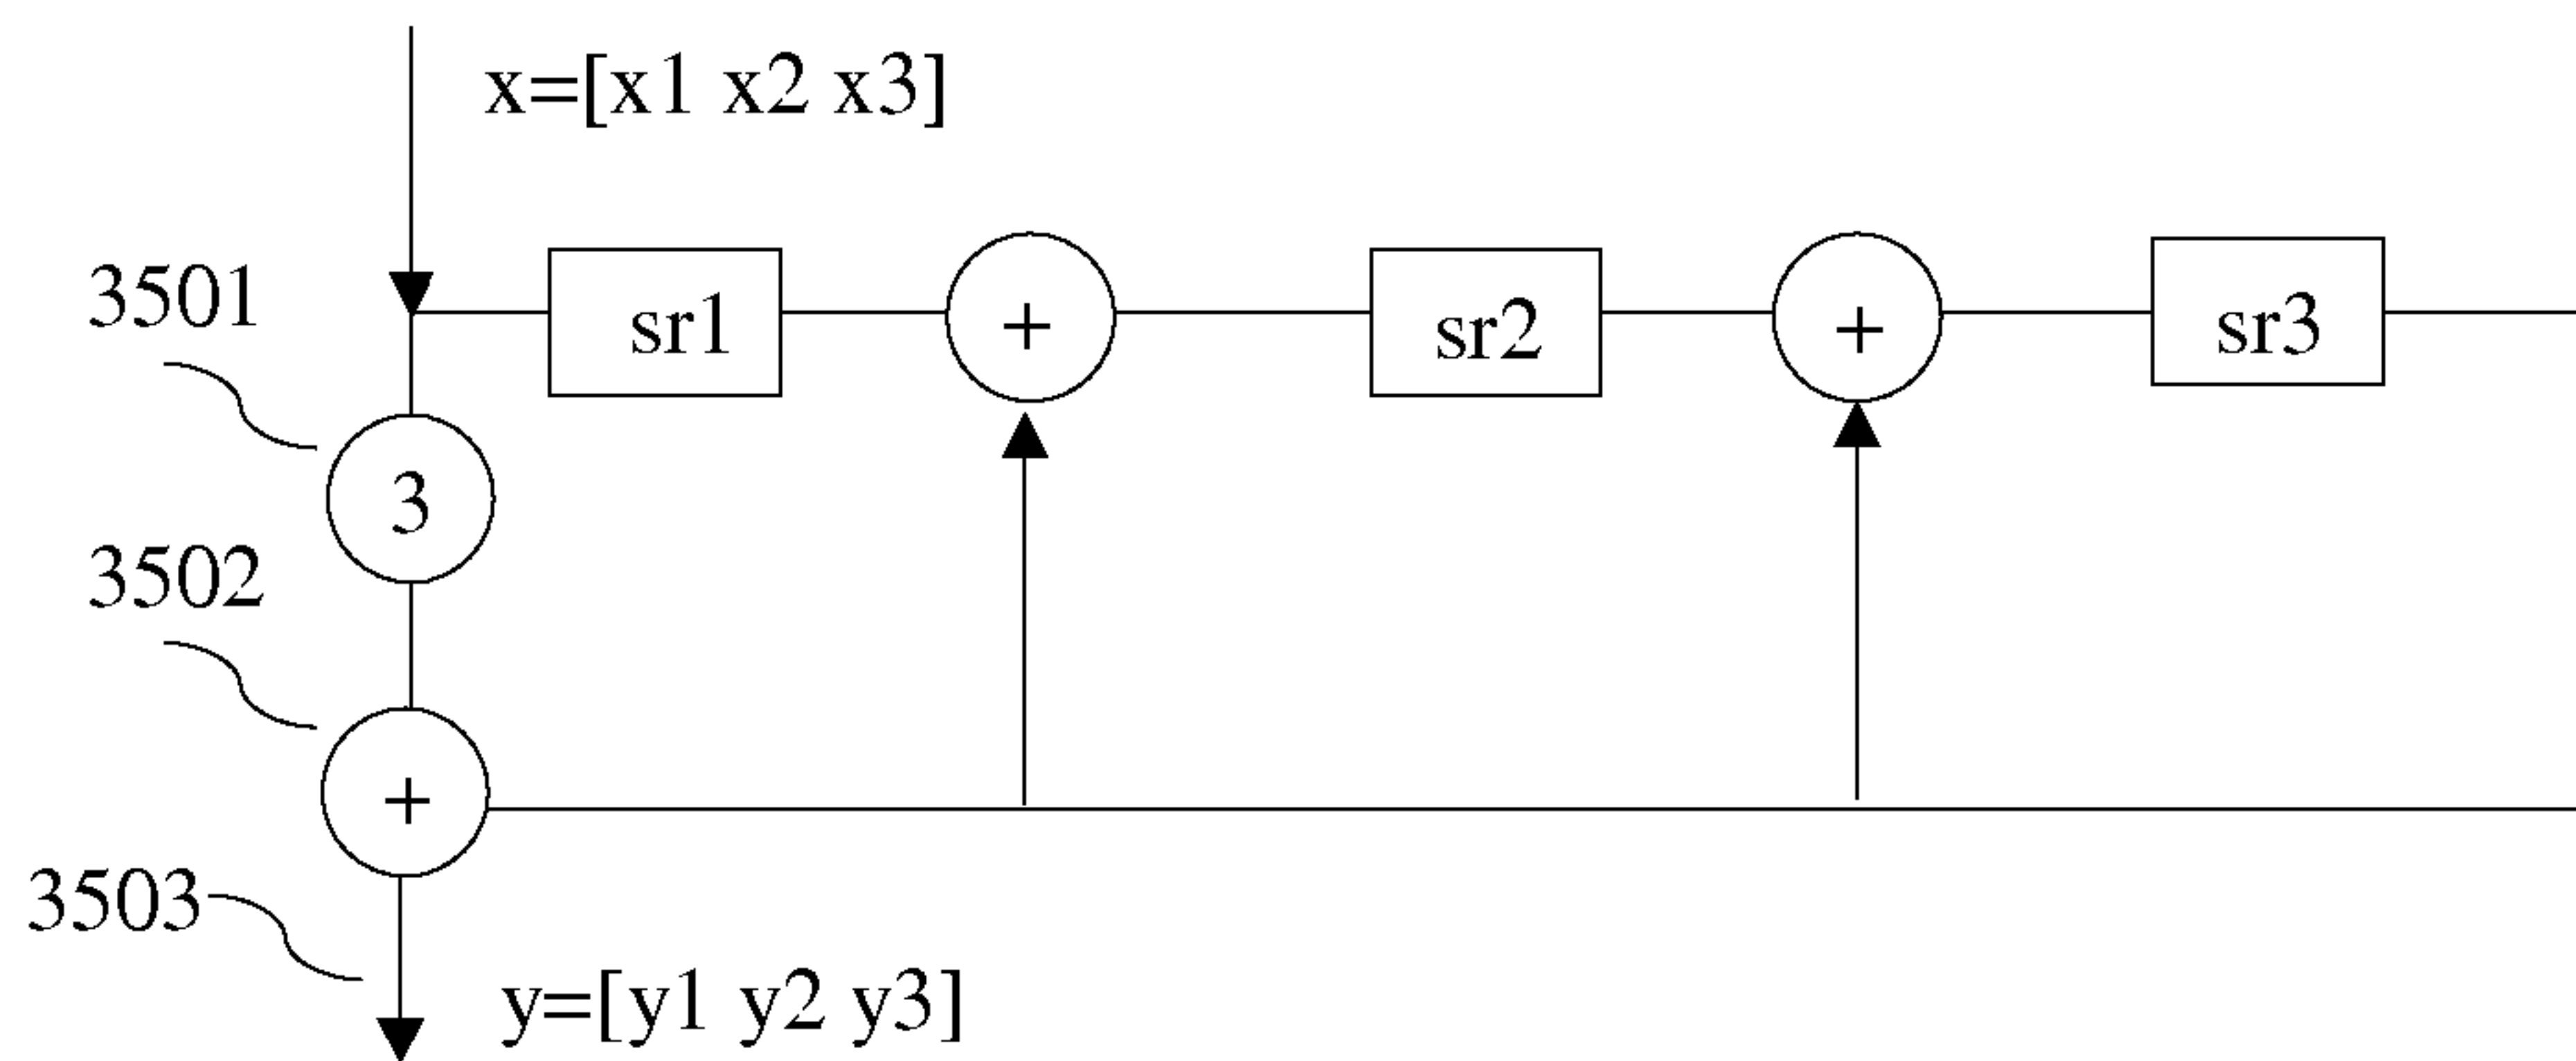 x=[x1 x2 x3]
3501
sr1
+
sr2
+
sr3
3
3502
+
3503
y=[y1 y2 y3]